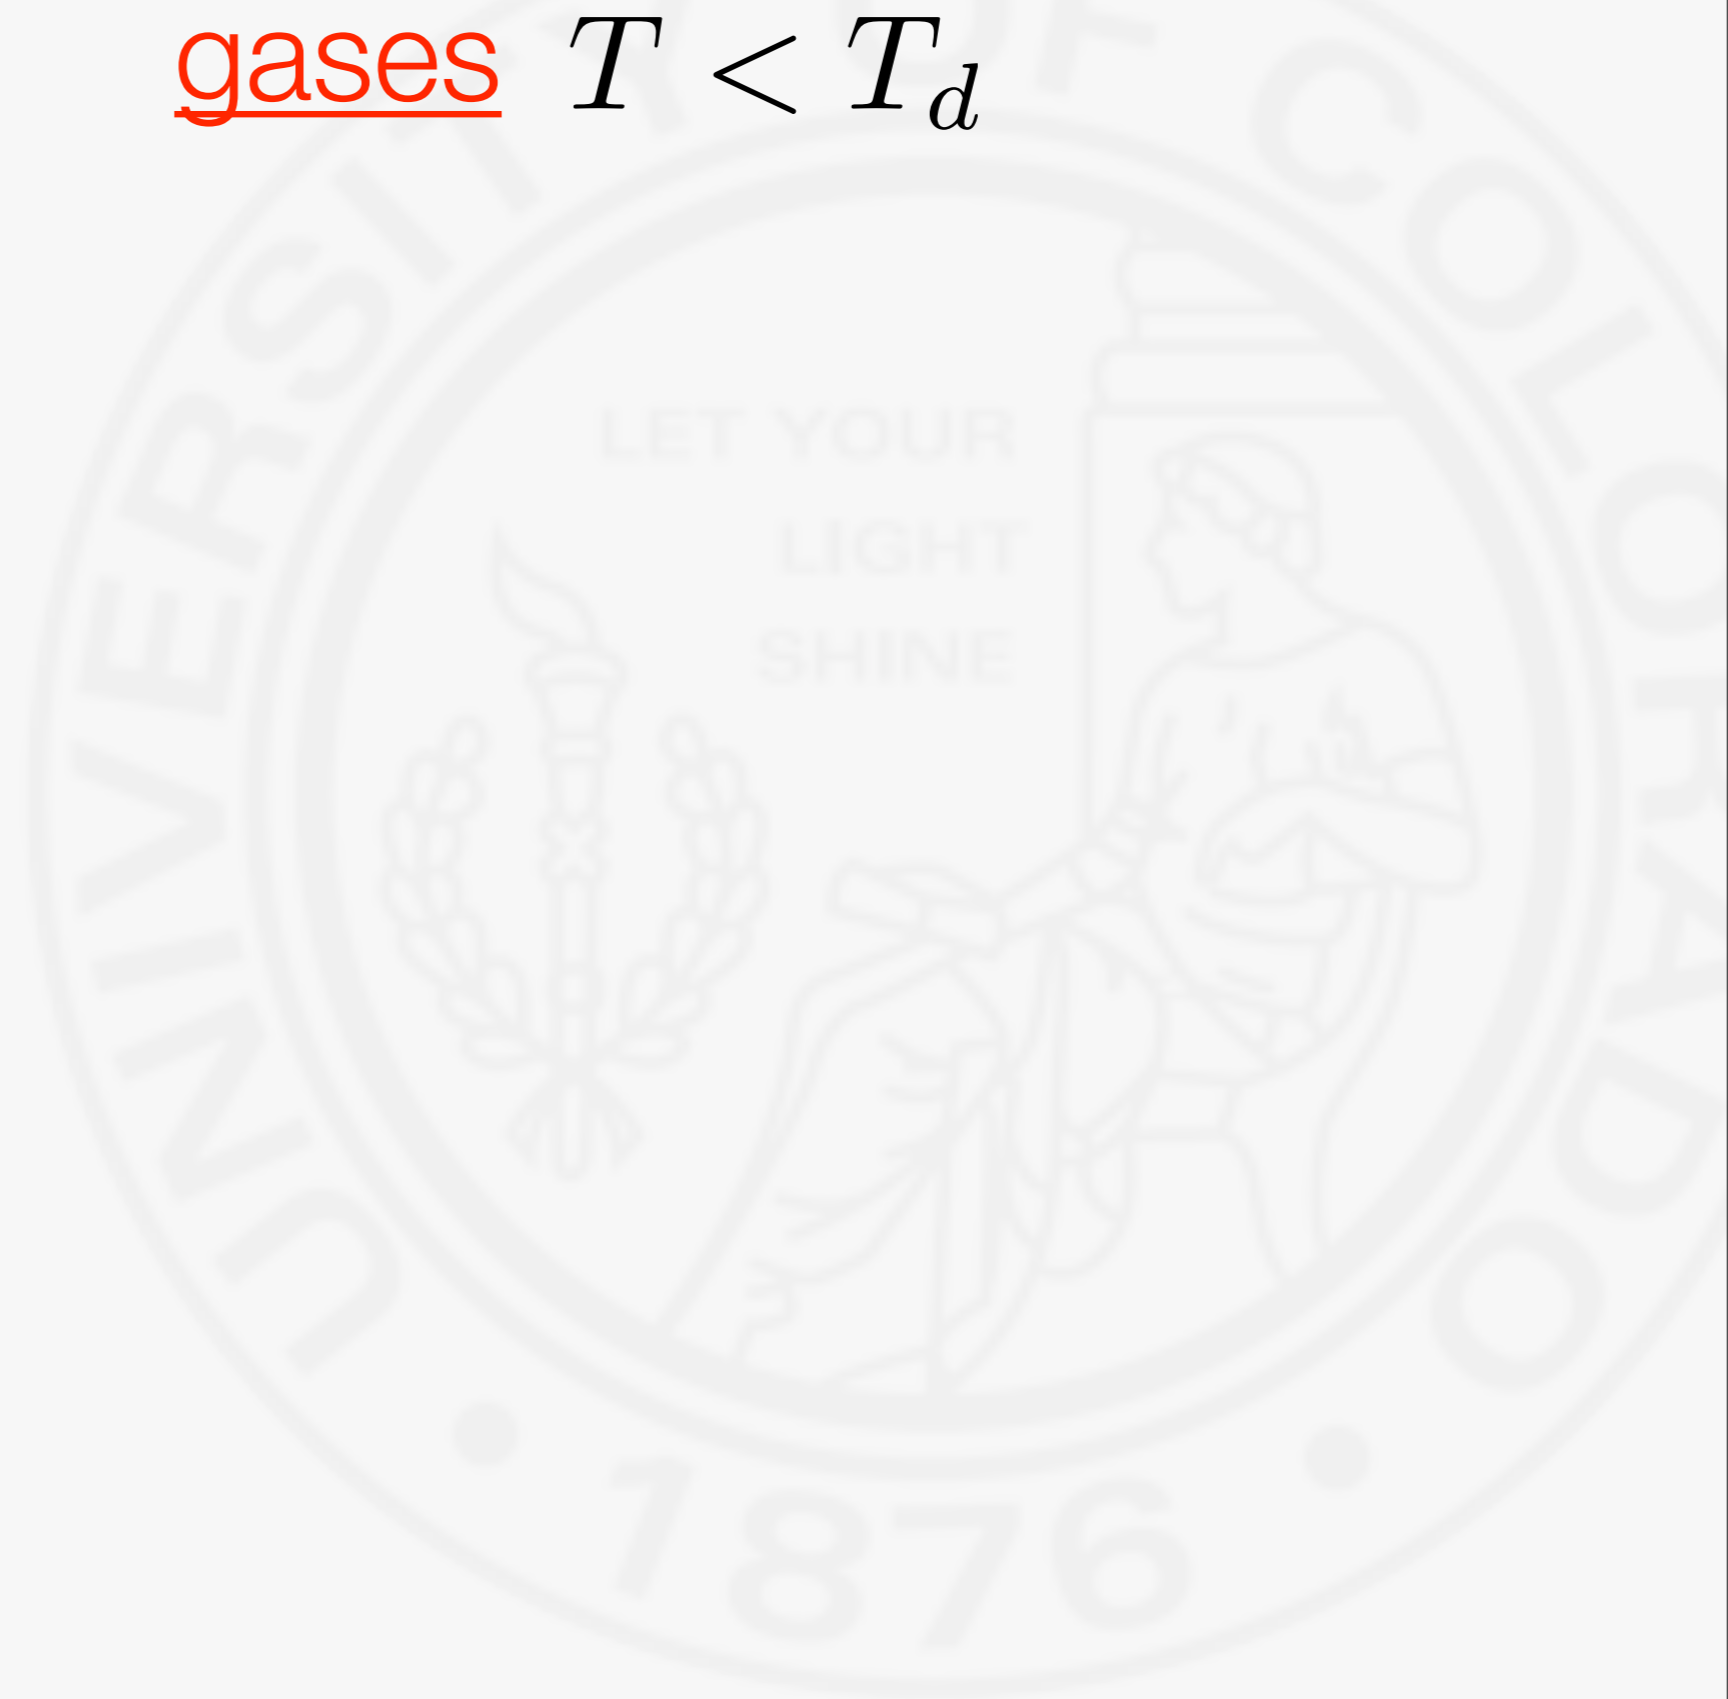 gases T < T_d
UNIVERSITY OF COLORADO
LET YOUR
LIGHT
SHINE
1876